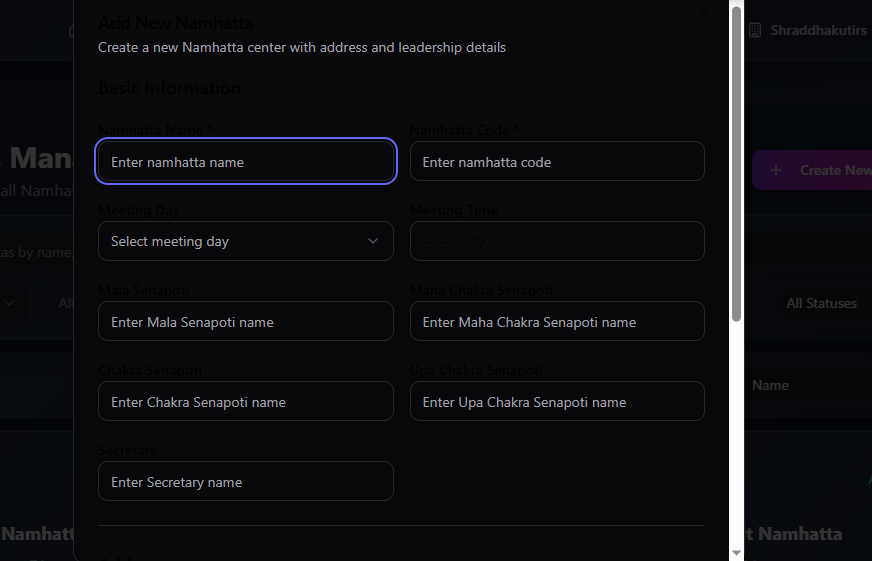 Add New Namhatta
Create a new Namhatta center with address and leadership details
Shraddhakutirs
Basic Information
Namhatta Name *
Namhatta Code *
Enter namhatta name
Enter namhatta code
s Mana
+ Create New
all Namha
Meeting Day
Meeting Time
Select meeting day
--:--
tas by name,
Mala Senapoti
Maha Chakra Senapoti
All
All Statuses
Enter Mala Senapoti name
Enter Maha Chakra Senapoti name
Chakra Senapoti
Upa Chakra Senapoti
Name
Enter Chakra Senapoti name
Enter Upa Chakra Senapoti name
Secretary
Enter Secretary name
Namhatt
t Namhatta